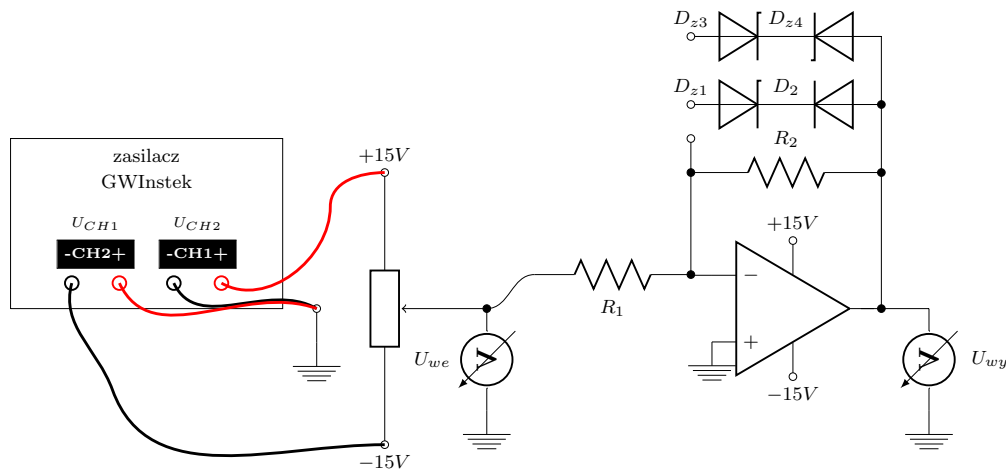 D_{z3} D_{z4}
D_{z1} D_2
R_2
zasilacz
GWInstek
+15V
U_{CH1} U_{CH2}
-CH2+ -CH1+
+15V
R_1
−
+
V
U_{we}
V
U_{wy}
−15V
−15V